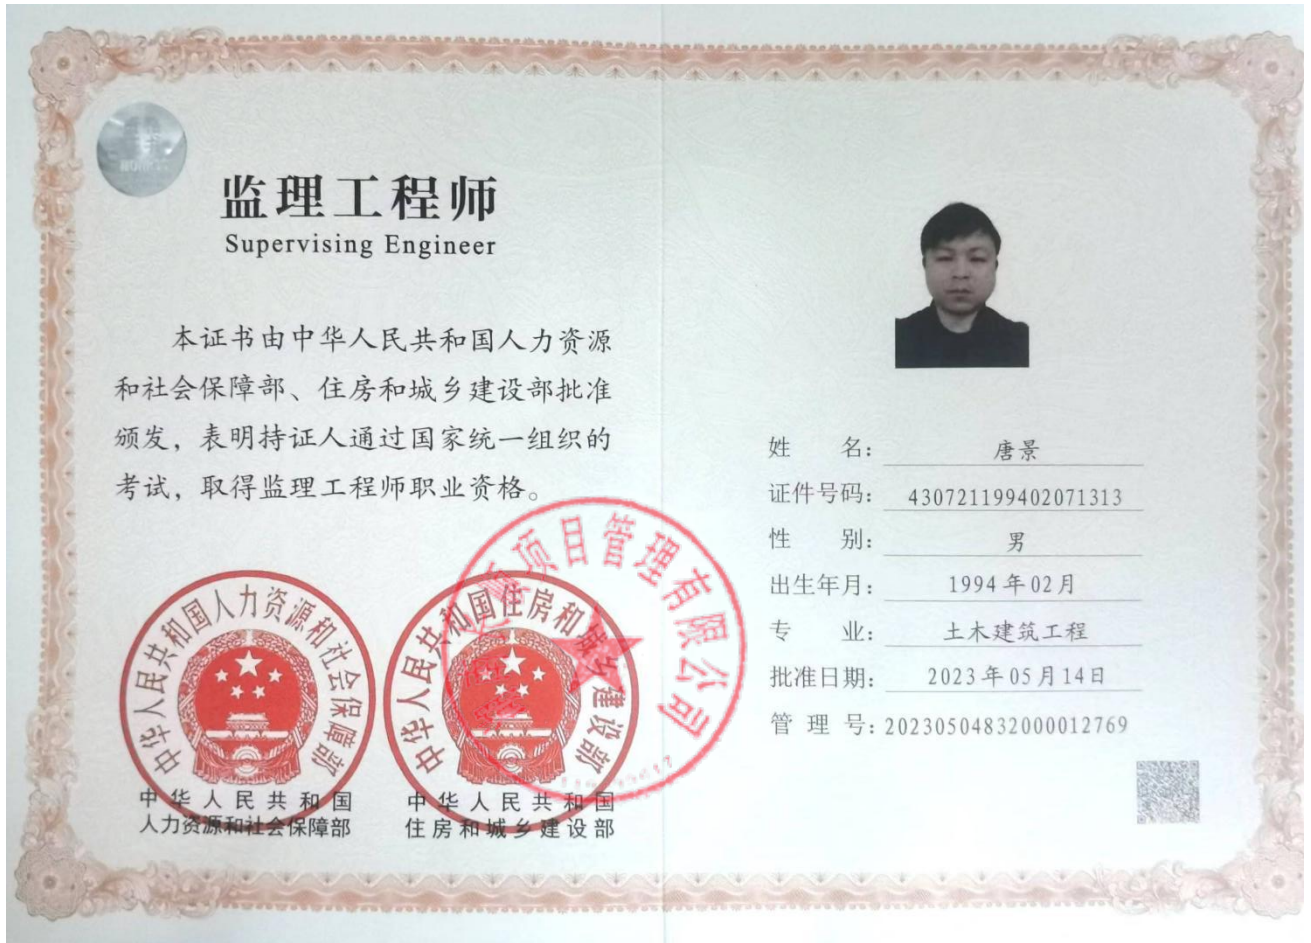 监理工程师
Supervising Engineer
本证书由中华人民共和国人力资源
和社会保障部、住房和城乡建设部批准
颁发，表明持证人通过国家统一组织的
考试，取得监理工程师职业资格。
中华人民共和国人力资源和社会保障部
中华人民共和国住房和城乡建设部
项目管理有限公司
中华人民共和国
人力资源和社会保障部
中华人民共和国
住房和城乡建设部
姓 名： 唐景
证件号码： 430721199402071313
性 别： 男
出生年月： 1994年02月
专 业： 土木建筑工程
批准日期： 2023年05月14日
管 理 号：20230504832000012769